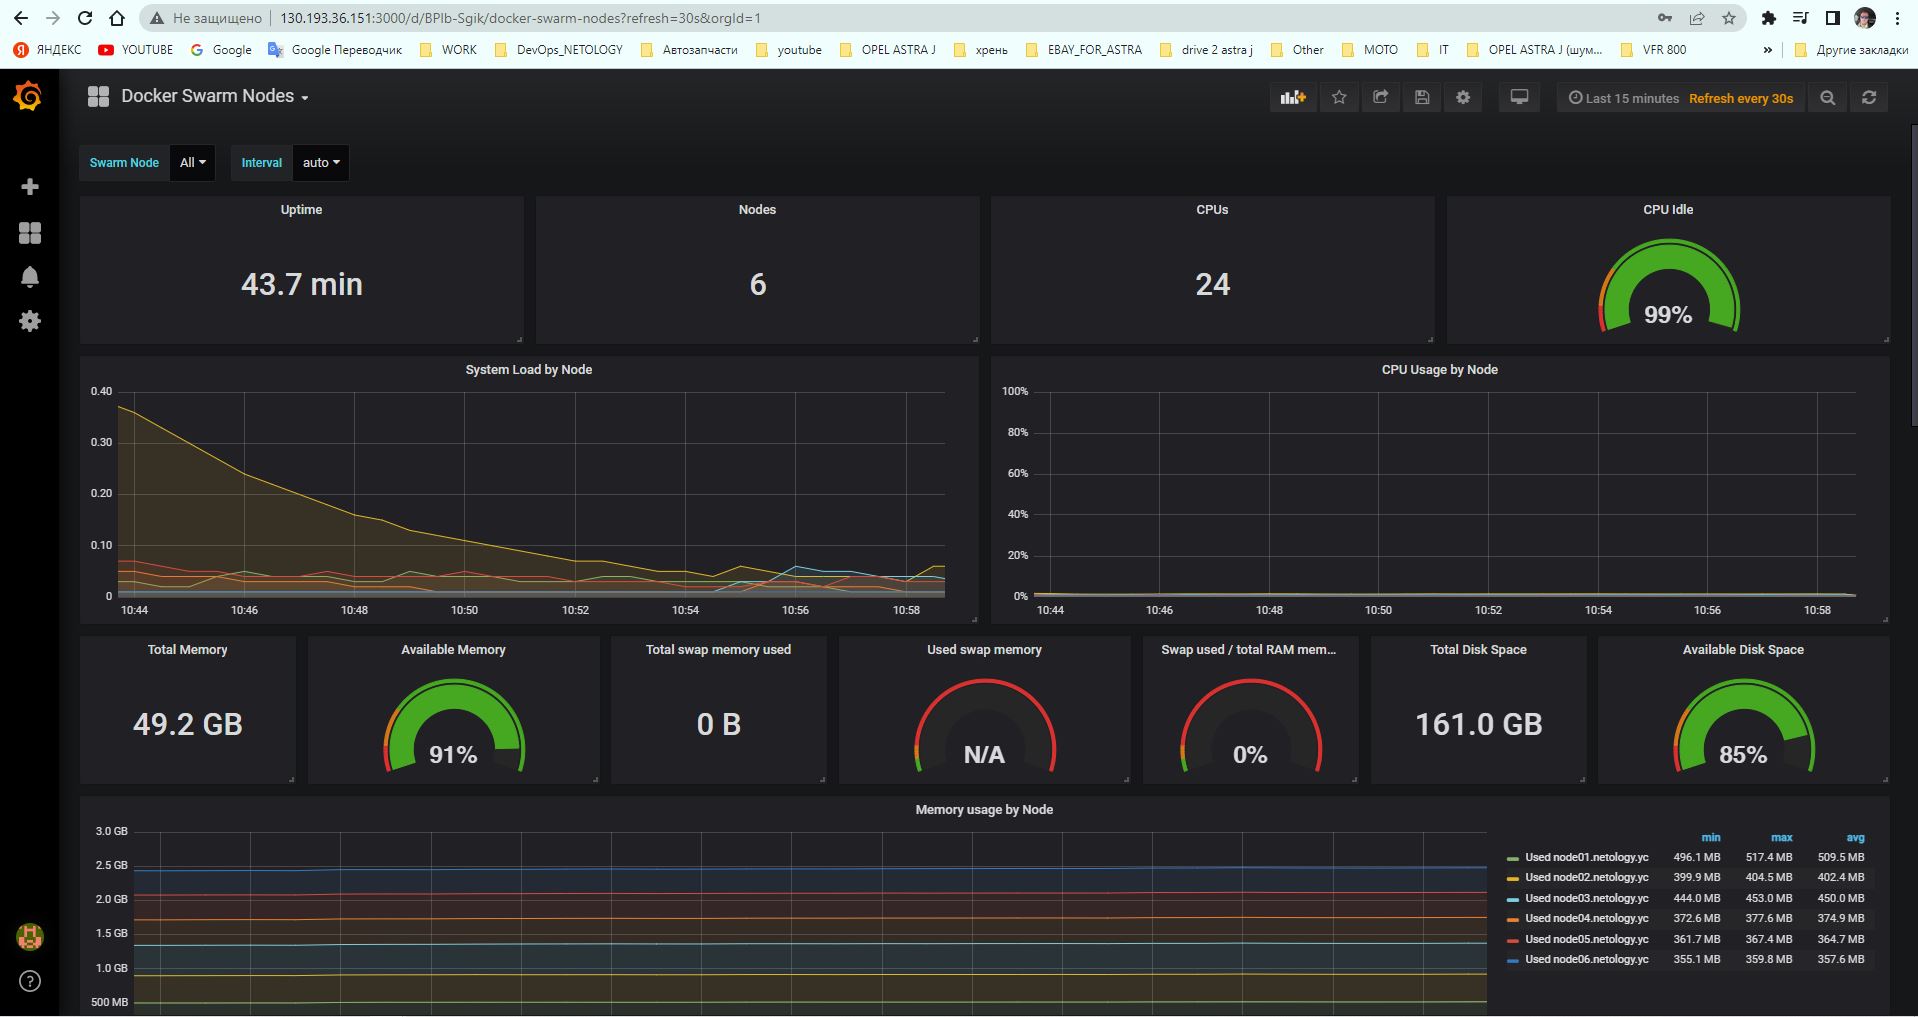 Не защищено | 130.193.36.151:3000/d/BPlb-Sgik/docker-swarm-nodes?refresh=30s&orgId=1
Я ЯНДЕКС YOUTUBE Google Google Переводчик WORK DevOps_NETOLOGY Автозапчасти youtube OPEL ASTRA J хрень EBAY_FOR_ASTRA drive 2 astra j Other МОТО IT OPEL ASTRA J (шум... VFR 800 » Другие закладки
Docker Swarm Nodes
Last 15 minutes Refresh every 30s
Swarm Node All Interval auto
Uptime Nodes CPUs CPU Idle
43.7 min 6 24 99%
System Load by Node
0.40
0.30
0.20
0.10
0
10:44 10:46 10:48 10:50 10:52 10:54 10:56 10:58
CPU Usage by Node
100%
80%
60%
40%
20%
0%
10:44 10:46 10:48 10:50 10:52 10:54 10:56 10:58
Total Memory Available Memory Total swap memory used Used swap memory Swap used / total RAM mem... Total Disk Space Available Disk Space
49.2 GB 91% 0 B N/A 0% 161.0 GB 85%
Memory usage by Node
3.0 GB
2.5 GB
2.0 GB
1.5 GB
1.0 GB
500 MB
min max avg
Used node01.netology.yc 496.1 MB 517.4 MB 509.5 MB
Used node02.netology.yc 399.9 MB 404.5 MB 402.4 MB
Used node03.netology.yc 444.0 MB 453.0 MB 450.0 MB
Used node04.netology.yc 372.6 MB 377.6 MB 374.9 MB
Used node05.netology.yc 361.7 MB 367.4 MB 364.7 MB
Used node06.netology.yc 355.1 MB 359.8 MB 357.6 MB